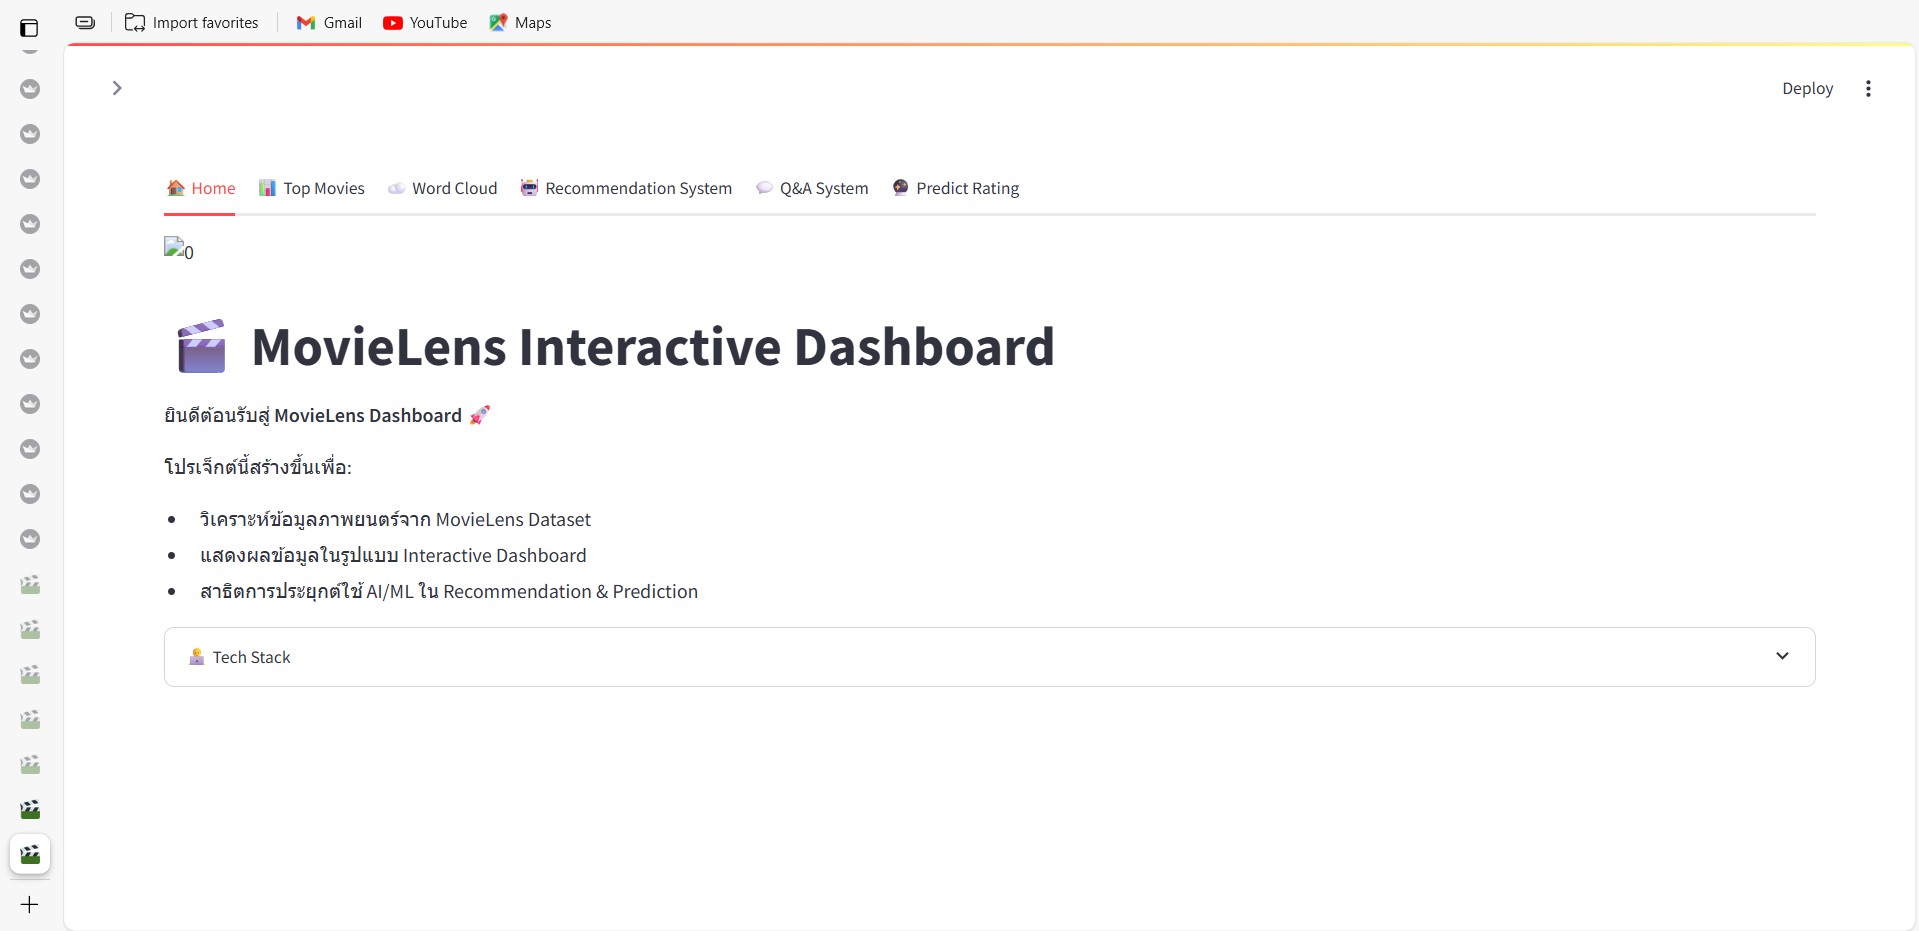 Import favorites
Gmail
YouTube
Maps
Deploy
Home
Top Movies
Word Cloud
Recommendation System
Q&A System
Predict Rating
0
MovieLens Interactive Dashboard
ยินดีต้อนรับสู่ MovieLens Dashboard 🚀
โปรเจ็กต์นี้สร้างขึ้นเพื่อ:
• วิเคราะห์ข้อมูลภาพยนตร์จาก MovieLens Dataset
• แสดงผลข้อมูลในรูปแบบ Interactive Dashboard
• สาธิตการประยุกต์ใช้ AI/ML ใน Recommendation & Prediction
Tech Stack